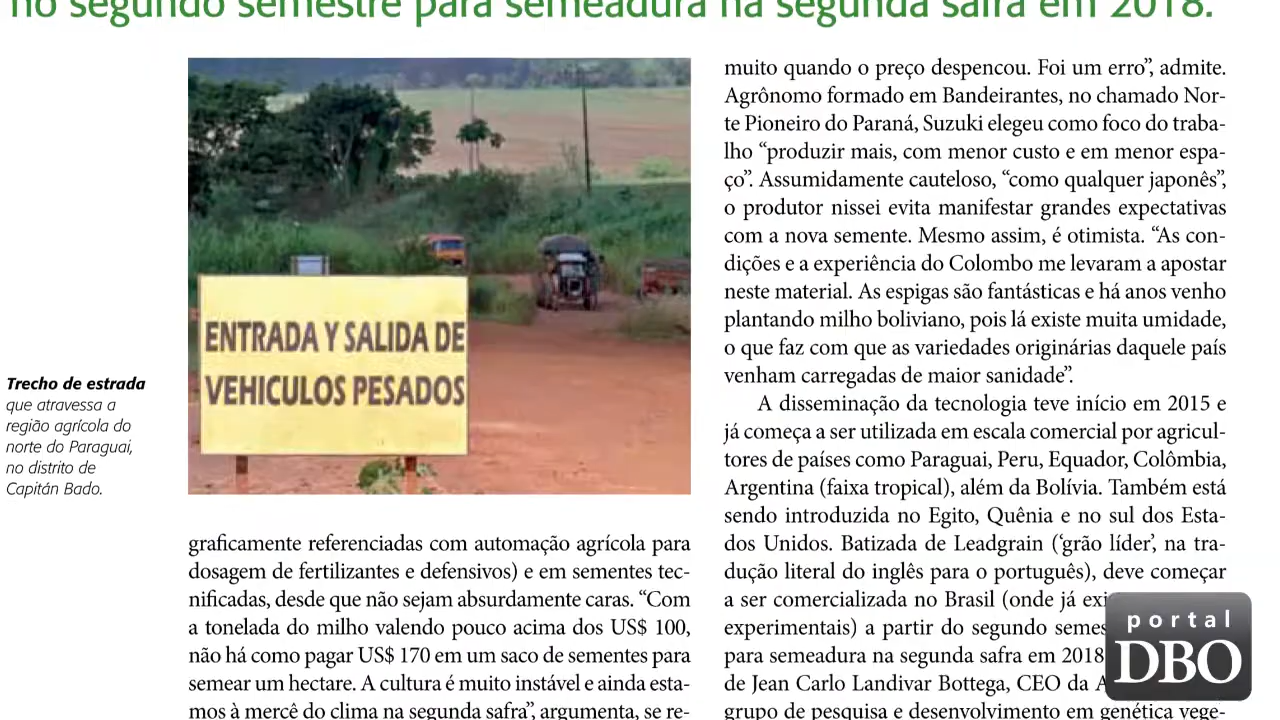 no segundo semestre para semeadura na segunda safra em 2018.
ENTRADA Y SALIDA DE
VEHICULOS PESADOS
Trecho de estrada
que atravessa a
região agrícola do
norte do Paraguai,
no distrito de
Capitán Bado.
graficamente referenciadas com automação agrícola para
dosagem de fertilizantes e defensivos) e em sementes tec-
nificadas, desde que não sejam absurdamente caras. “Com
a tonelada do milho valendo pouco acima dos US$ 100,
não há como pagar US$ 170 em um saco de sementes para
semear um hectare. A cultura é muito instável e ainda esta-
mos à mercê do clima na segunda safra”, argumenta, se re-
muito quando o preço despencou. Foi um erro”, admite.
Agrônomo formado em Bandeirantes, no chamado Nor-
te Pioneiro do Paraná, Suzuki elegeu como foco do traba-
lho “produzir mais, com menor custo e em menor espa-
ço”. Assumidamente cauteloso, “como qualquer japonês”,
o produtor nissei evita manifestar grandes expectativas
com a nova semente. Mesmo assim, é otimista. “As con-
dições e a experiência do Colombo me levaram a apostar
neste material. As espigas são fantásticas e há anos venho
plantando milho boliviano, pois lá existe muita umidade,
o que faz com que as variedades originárias daquele país
venham carregadas de maior sanidade”.
A disseminação da tecnologia teve início em 2015 e
já começa a ser utilizada em escala comercial por agricul-
tores de países como Paraguai, Peru, Equador, Colômbia,
Argentina (faixa tropical), além da Bolívia. Também está
sendo introduzida no Egito, Quênia e no sul dos Esta-
dos Unidos. Batizada de Leadgrain (‘grão líder’, na tra-
dução literal do inglês para o português), deve começar
a ser comercializada no Brasil (onde já
experimentais) a partir do segundo
para semeadura na segunda safra em 2018
de Jean Carlo Landivar Bottega, CEO da
grupo de pesquisa e desenvolvimento em genética vege-
portal
DBO